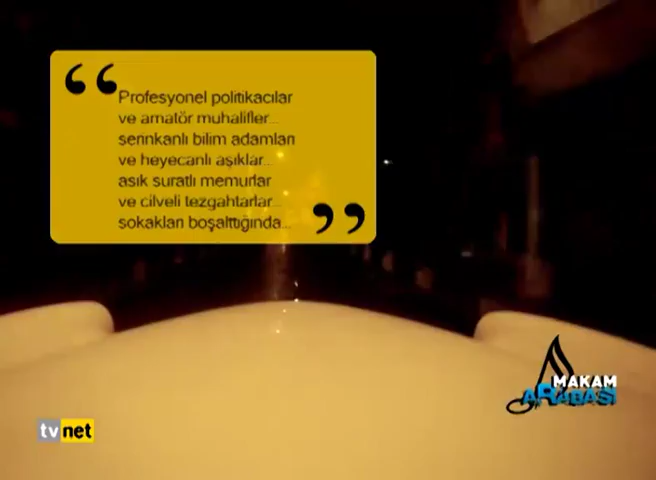 Profesyonel politikacılar
ve amatör muhalifler...
serinkanlı bilim adamları
ve heyecanlı aşıklar...
asık suratlı memurlar
ve cilveli tezgahtarlar...
sokakları boşalttığında...
MAKAM
ARABASI
tvnet